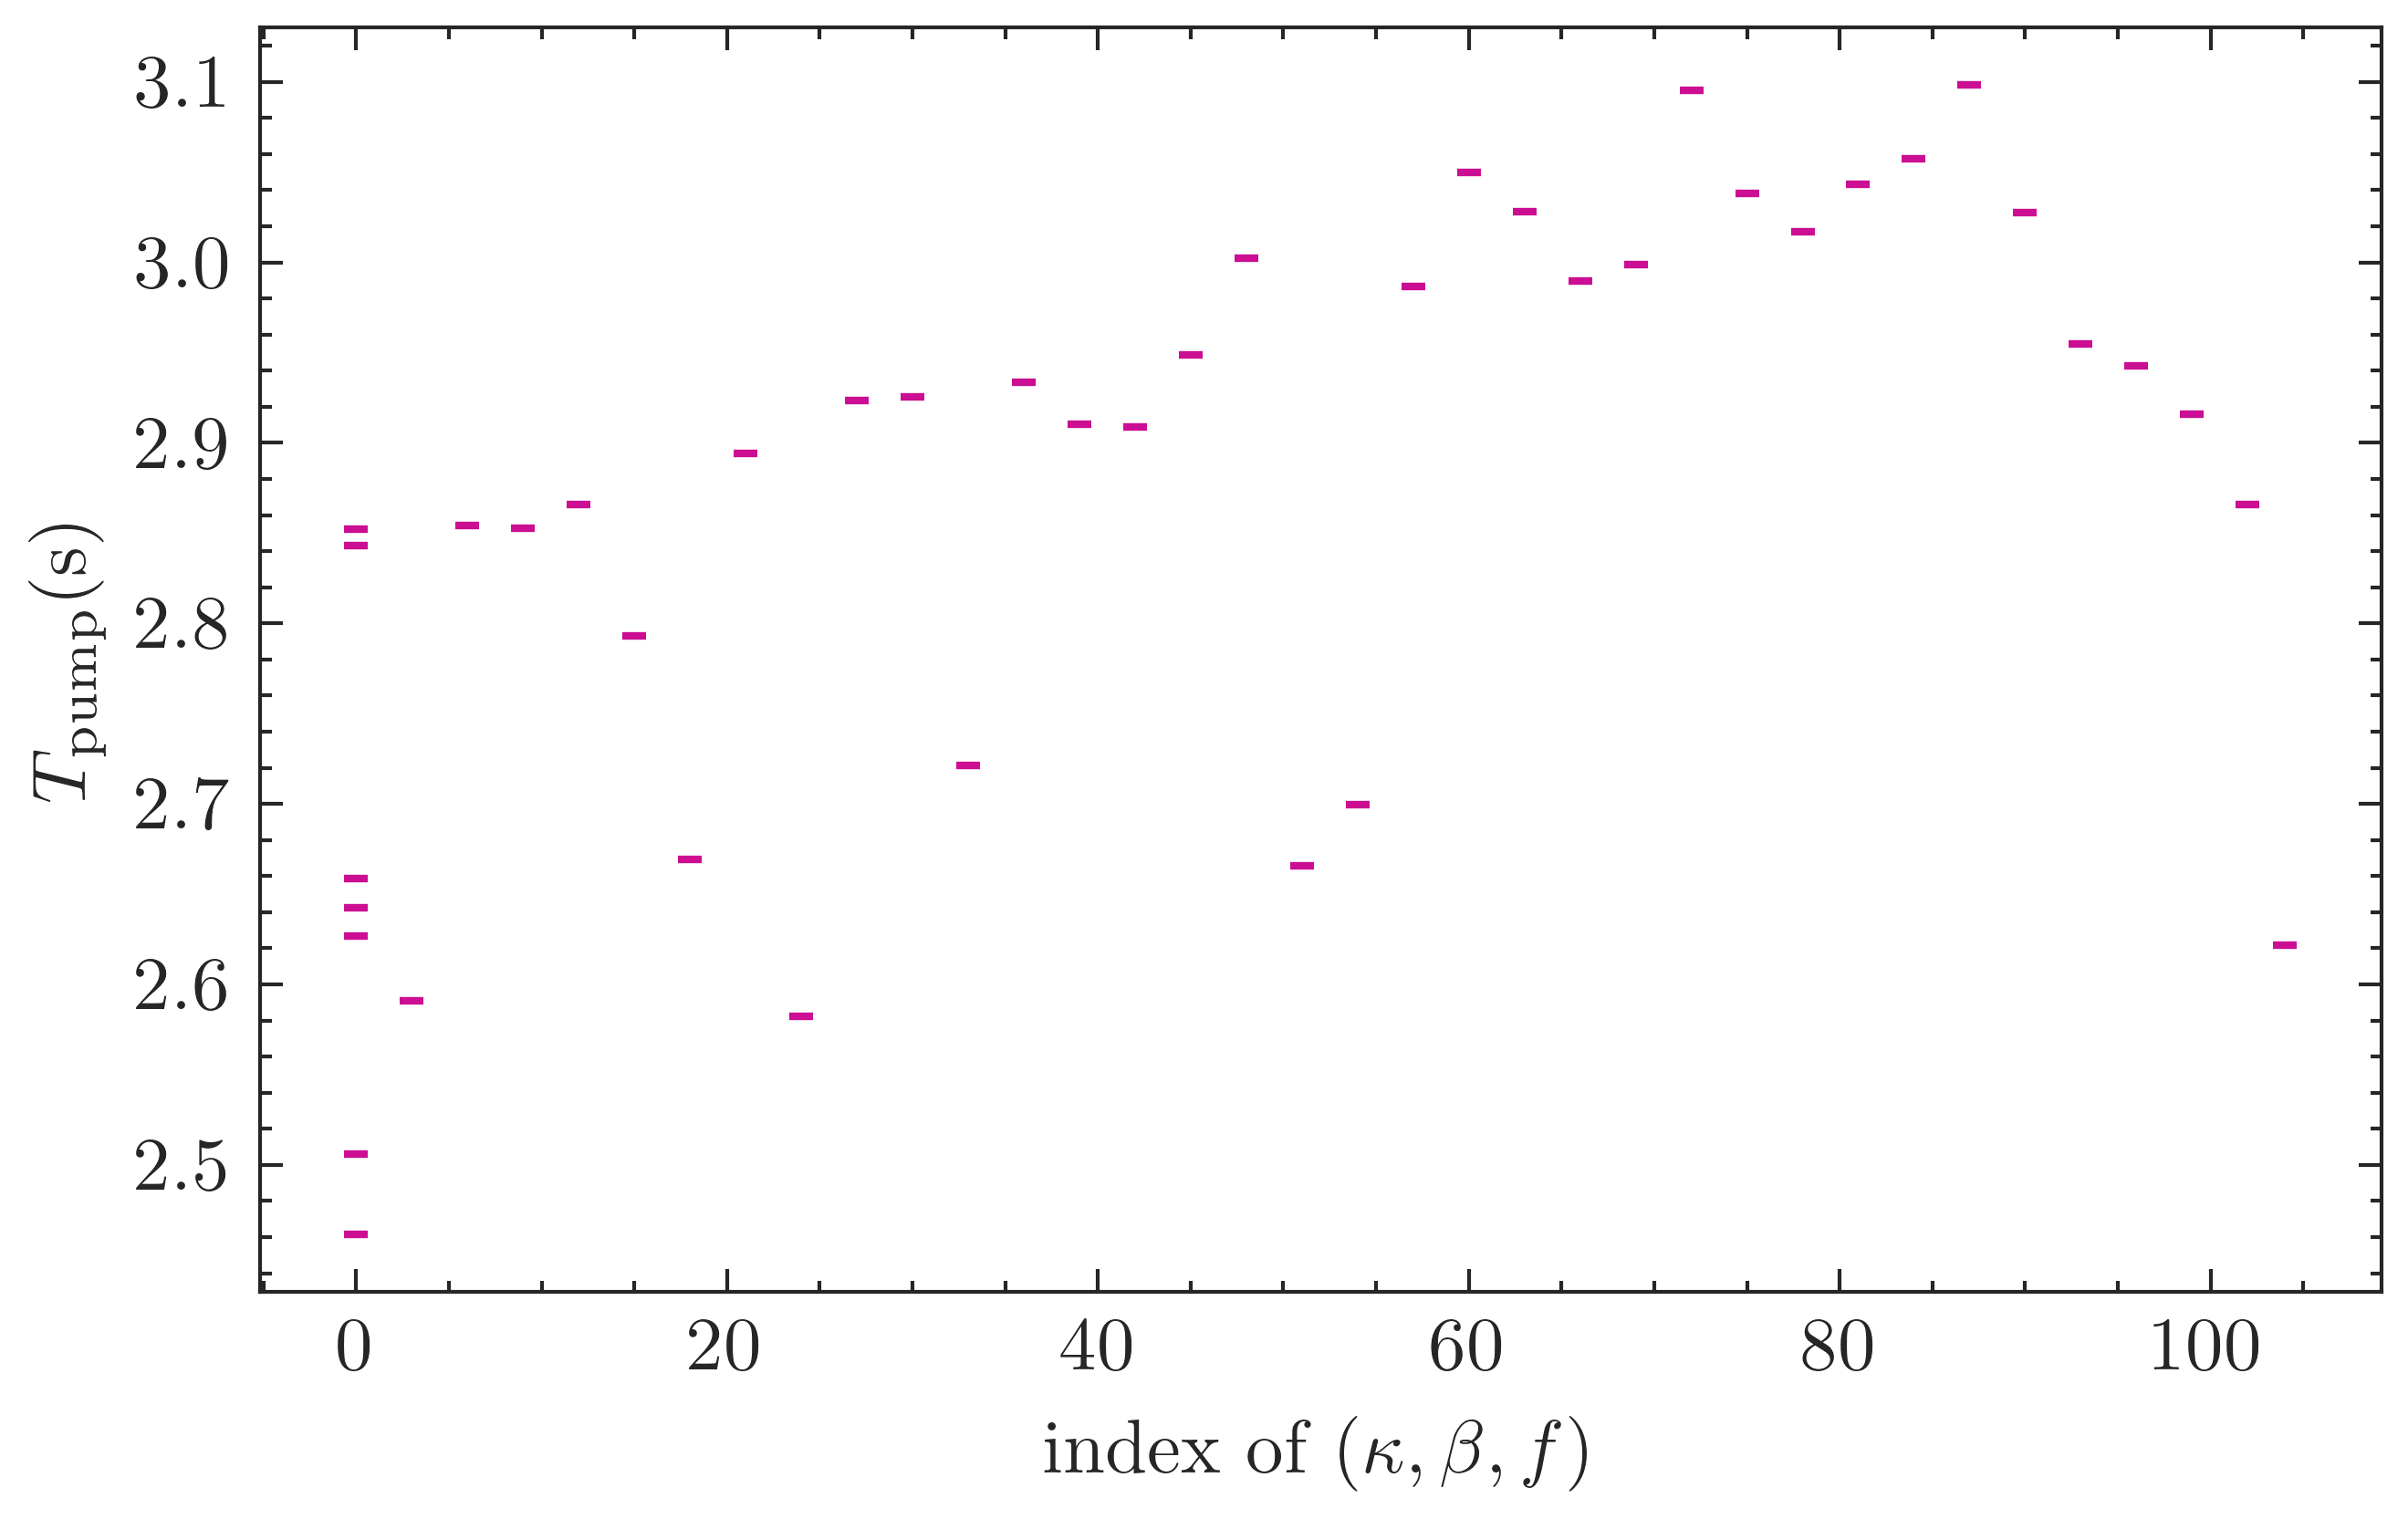 3.1
3.0
2.9
2.8
2.7
2.6
2.5
T_pump(s)
0 20 40 60 80 100
index of (κ, β, f)